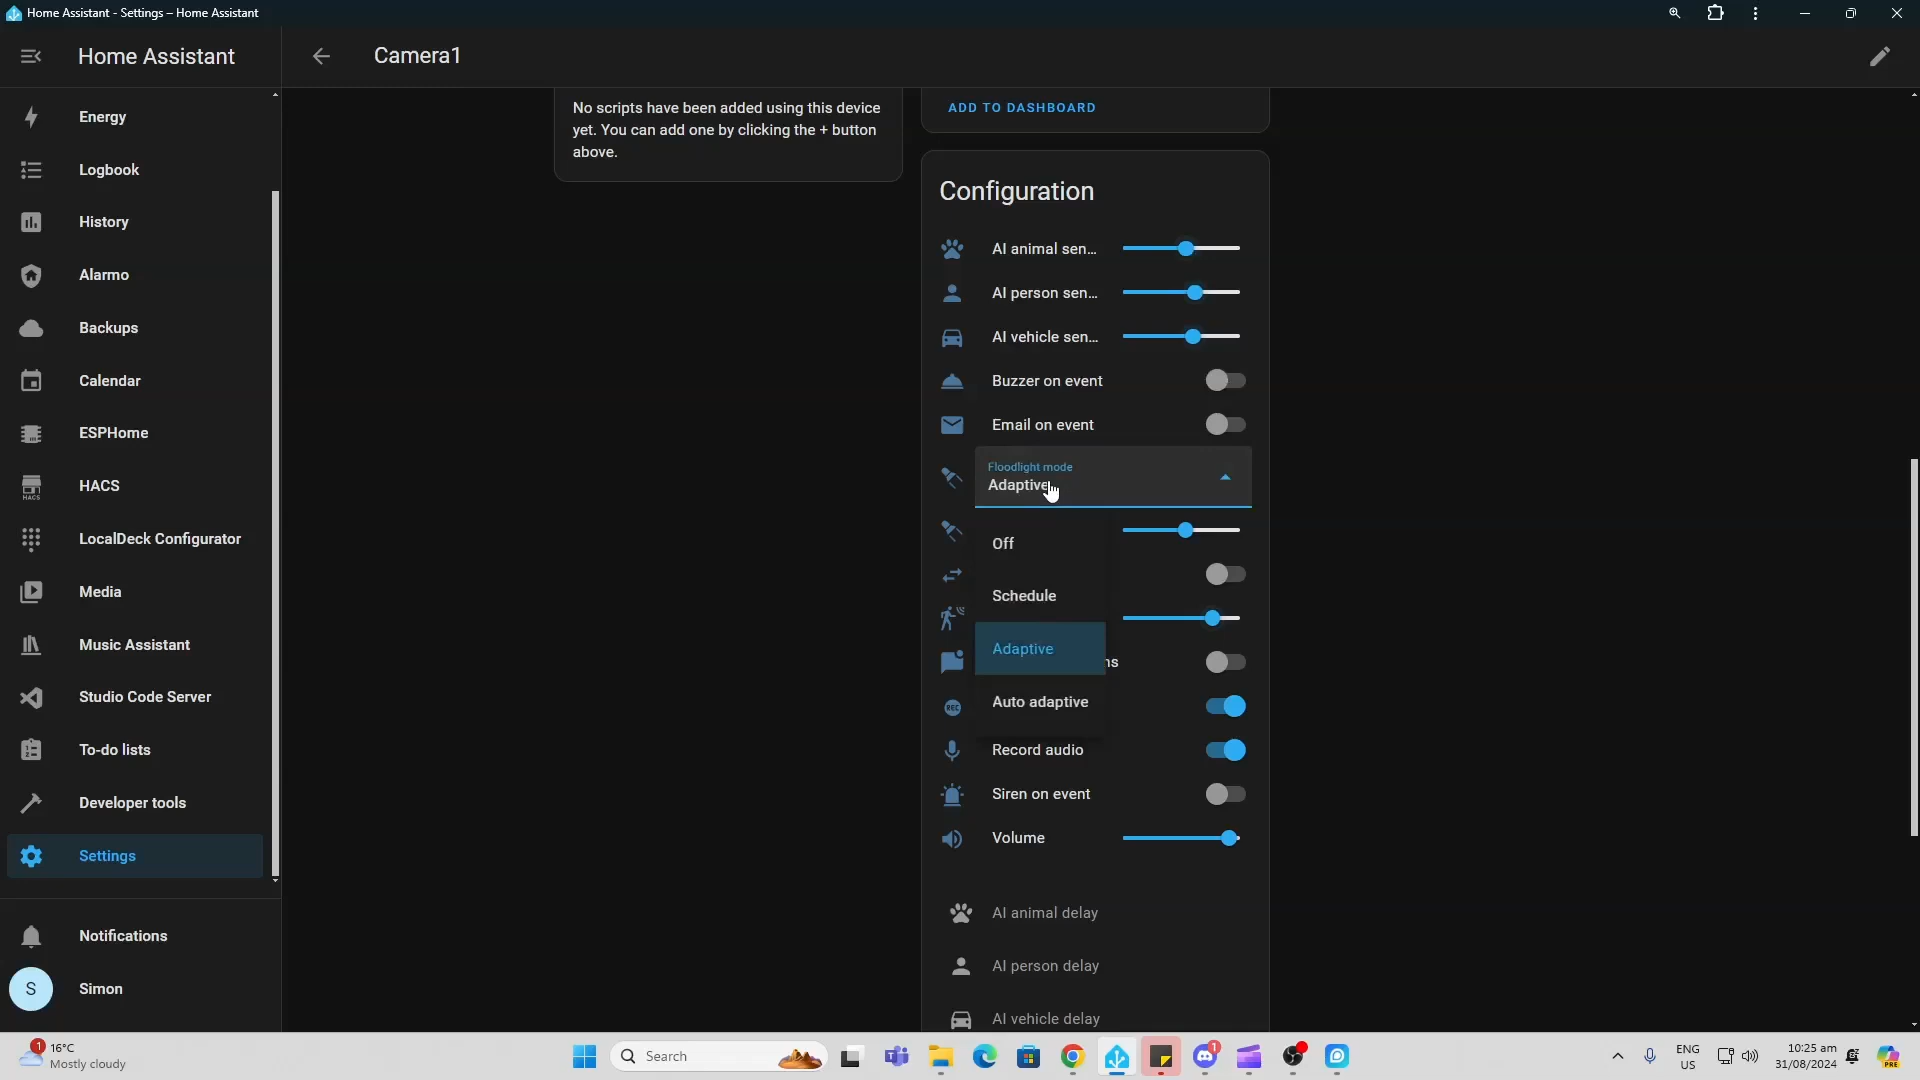 Home Assistant - Settings – Home Assistant
Home Assistant
Camera1
Energy
Logbook
History
Alarmo
Backups
Calendar
ESPHome
HACS
HACS
LocalDeck Configurator
Media
Music Assistant
Studio Code Server
To-do lists
Developer tools
Settings
Notifications
S
Simon
No scripts have been added using this device
yet. You can add one by clicking the + button
above.
ADD TO DASHBOARD
Configuration
AI animal sen...
AI person sen...
AI vehicle sen...
Buzzer on event
Email on event
Floodlight mode
Adaptive
Off
Schedule
Adaptive
ns
Auto adaptive
REC
Record audio
Siren on event
Volume
AI animal delay
AI person delay
AI vehicle delay
1
16°C
Mostly cloudy
Search
1
ENG
US
10:25 am
31/08/2024
PRE